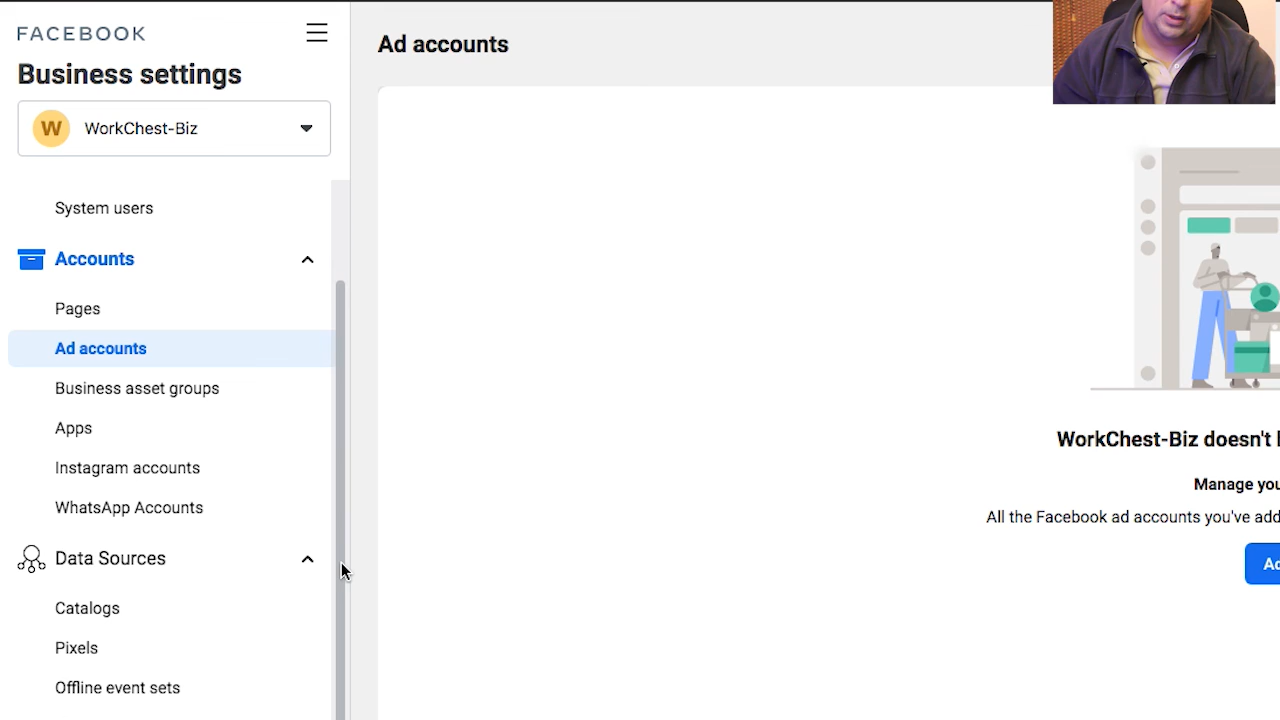 FACEBOOK
Business settings
W
WorkChest-Biz
System users
Accounts
Pages
Ad accounts
Business asset groups
Apps
Instagram accounts
WhatsApp Accounts
Data Sources
Catalogs
Pixels
Offline event sets
Ad accounts
WorkChest-Biz doesn't
Manage
All the Facebook ad accounts you've